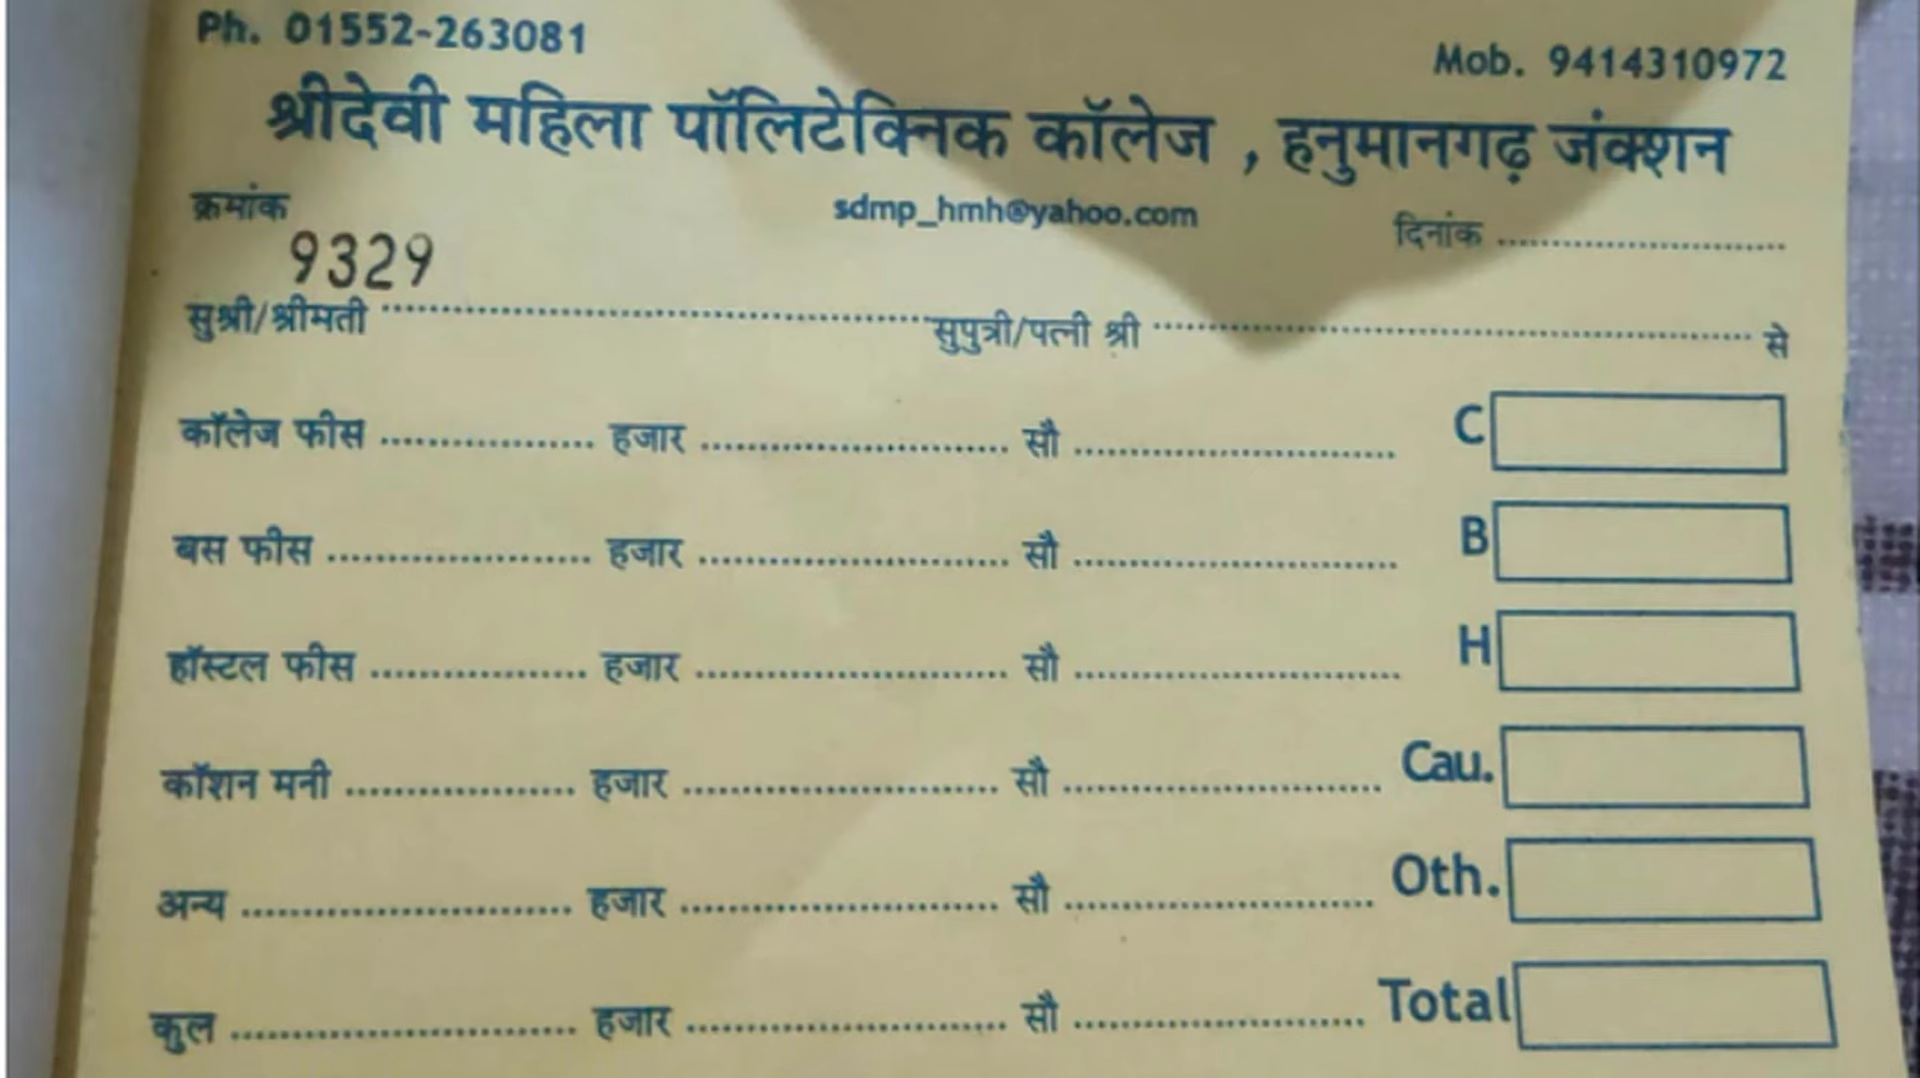 Ph. 01552-263081 Mob. 9414310972
श्रीदेवी महिला पॉलिटेक्निक कॉलेज , हनुमानगढ़ जंक्शन
क्रमांक sdmp_hmh@yahoo.com दिनांक ..............................
9329
सुश्री/श्रीमती ............................................................ सुपुत्री/पत्नी श्री ............................................................ से
कॉलेज फीस .................... हजार .............................. सौ .............................. C
बस फीस ........................ हजार .............................. सौ .............................. B
हॉस्टल फीस .................... हजार .............................. सौ .............................. H
कॉशन मनी ...................... हजार .............................. सौ .............................. Cau.
अन्य .............................. हजार .............................. सौ .............................. Oth.
कुल .............................. हजार .............................. सौ .............................. Total